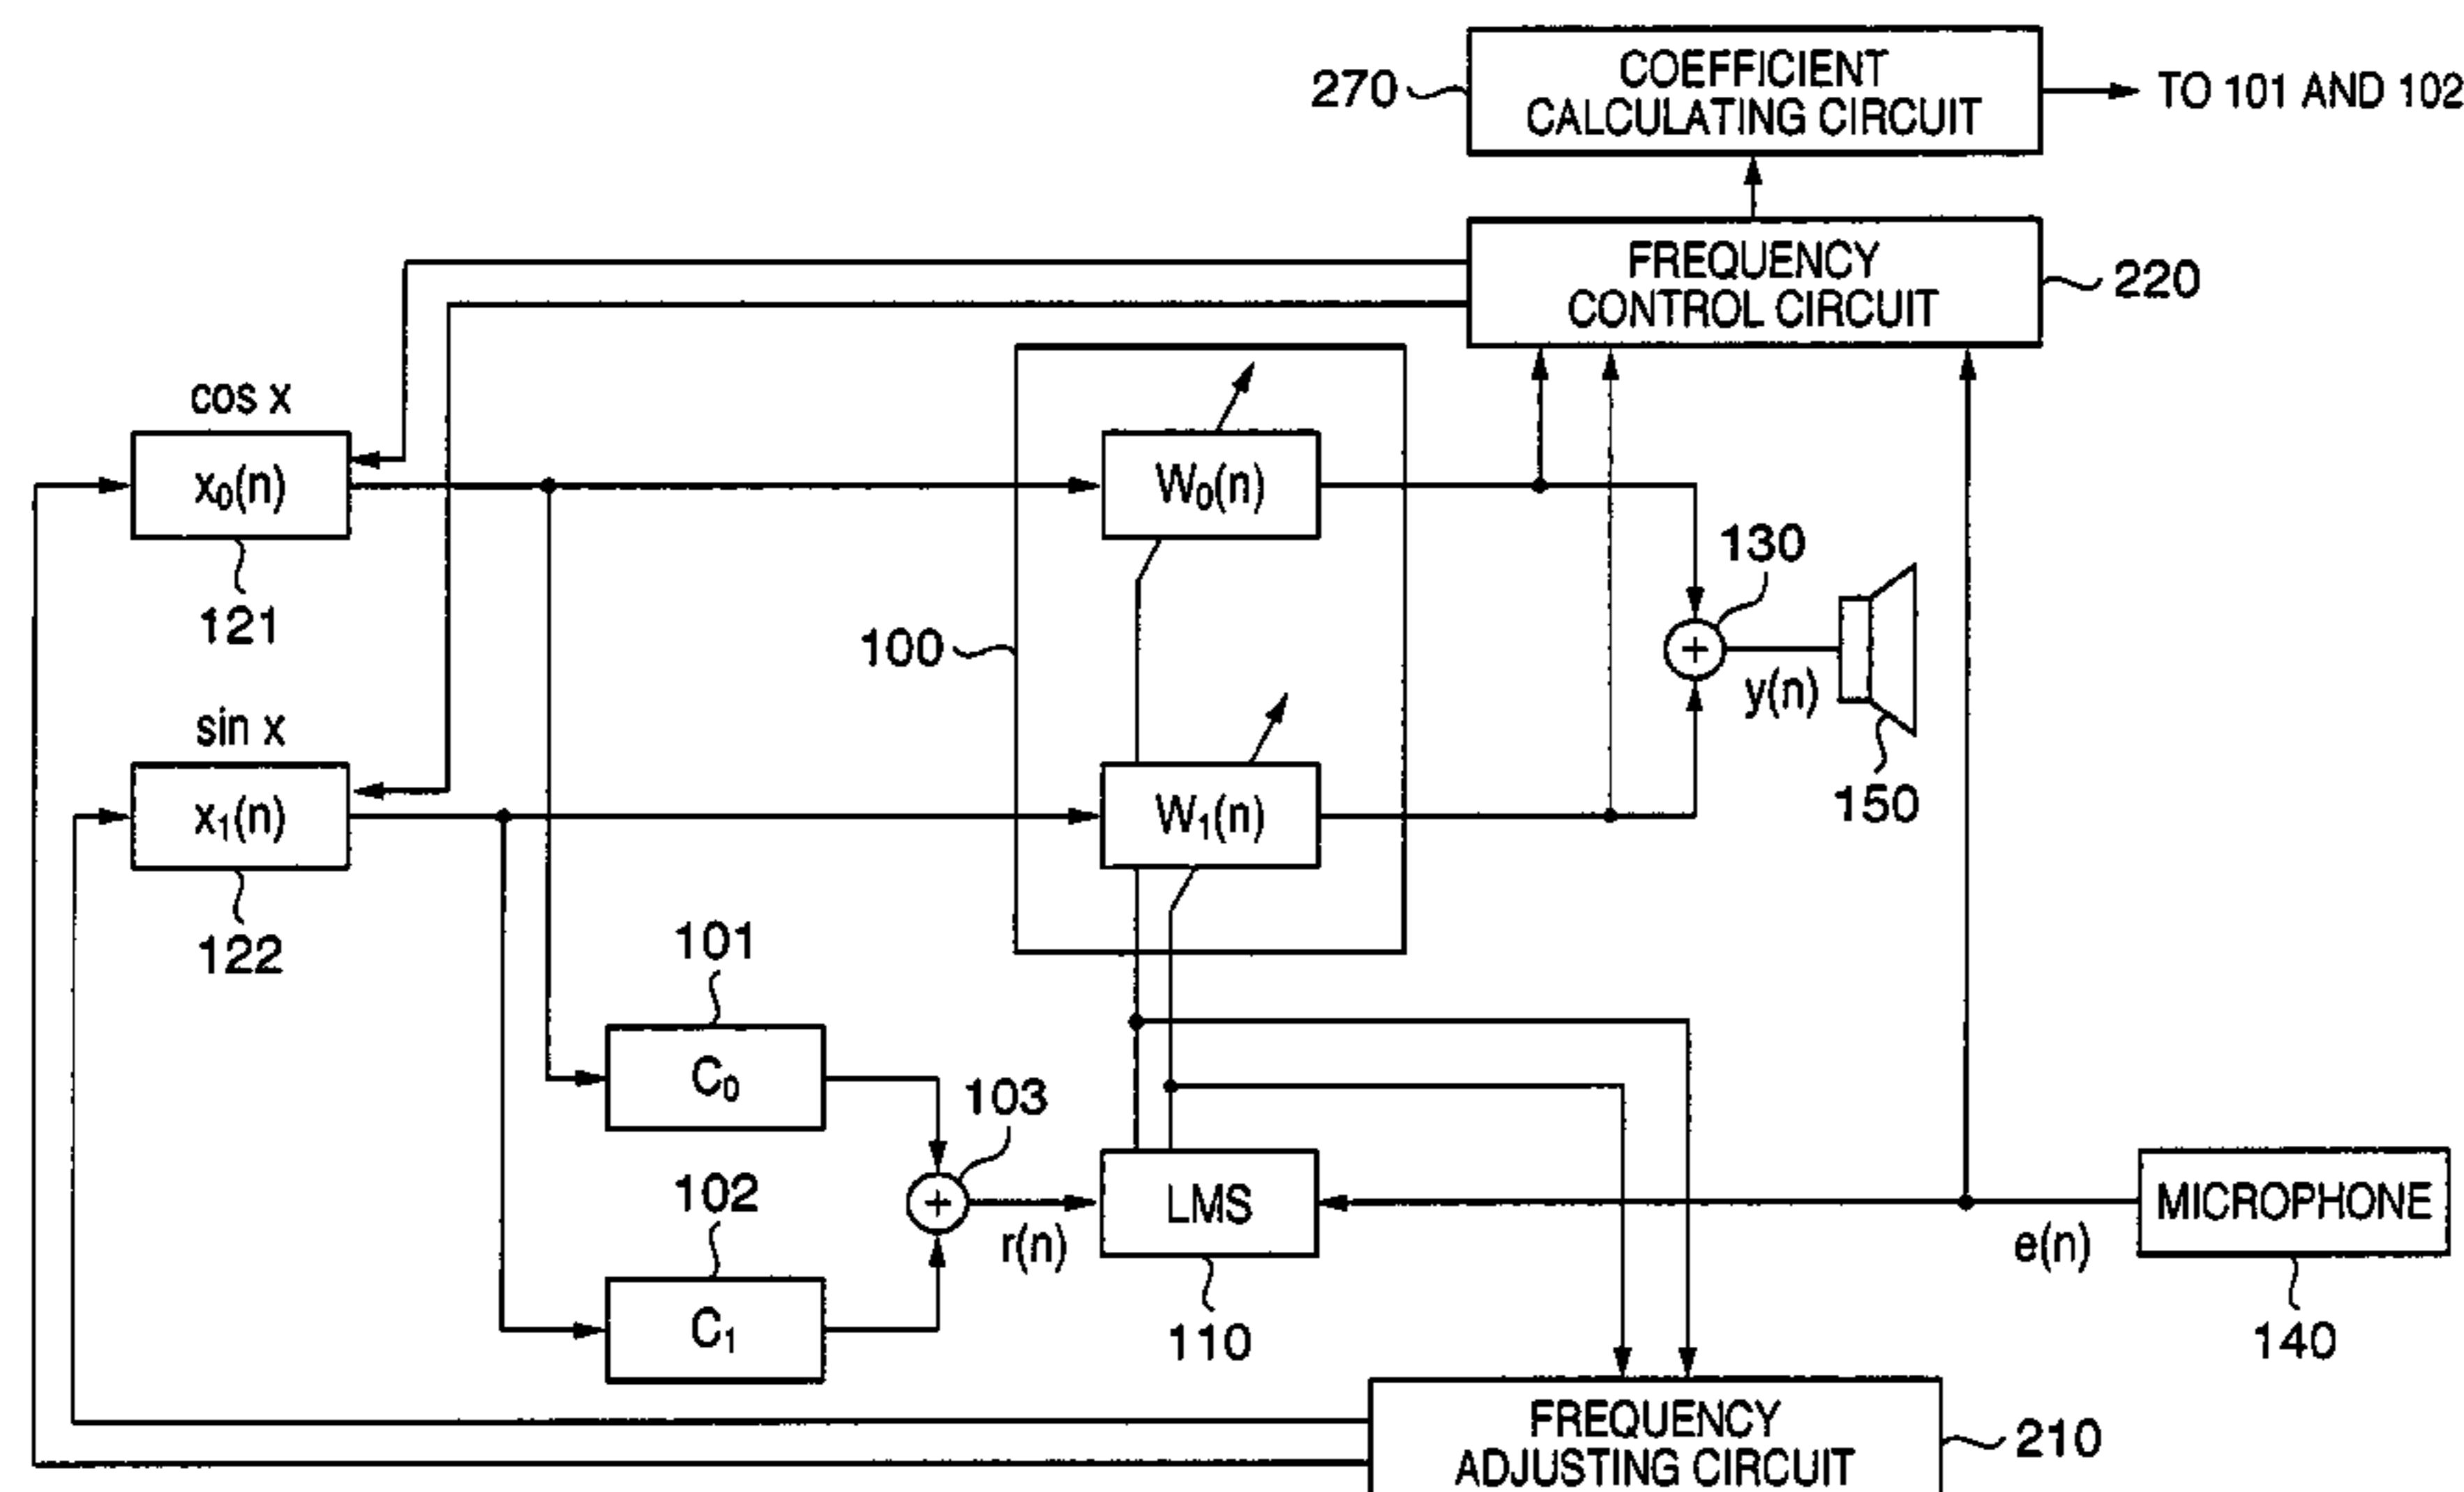 COEFFICIENT
CALCULATING CIRCUIT
270
TO 101 AND 102
FREQUENCY
CONTROL CIRCUIT
220
cos x
x₀(n)
121
W₀(n)
130
100
y(n)
150
sin x
x₁(n)
122
W₁(n)
101
C₀
103
102
C₁
r(n)
LMS
110
e(n)
MICROPHONE
140
FREQUENCY
ADJUSTING CIRCUIT
210
+
+